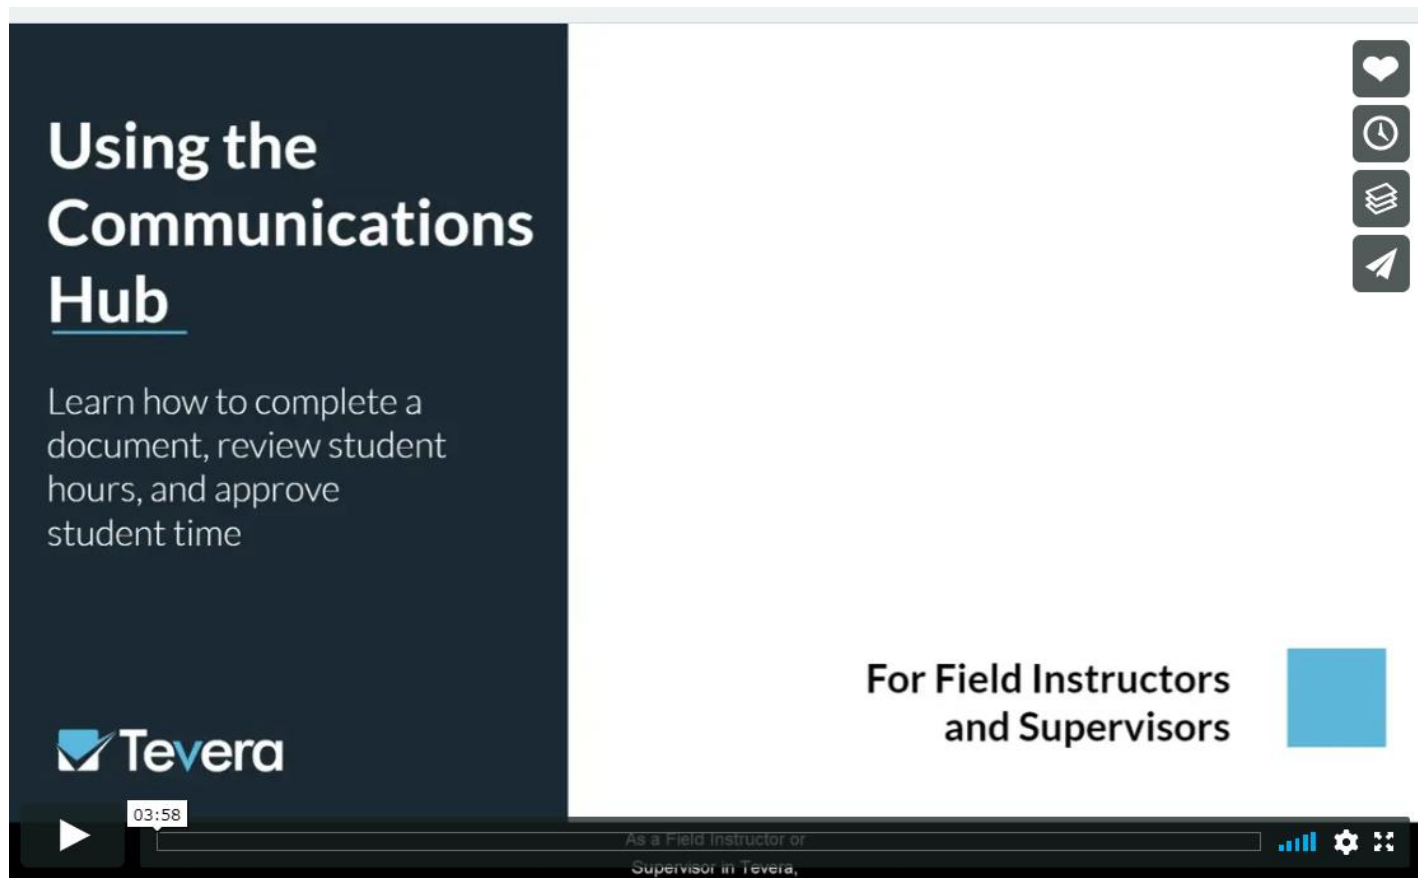 Using the
Communications
Hub
Learn how to complete a
document, review student
hours, and approve
student time
For Field Instructors
and Supervisors
Tevera
03:58
As a Field Instructor or
Supervisor in Tevera,